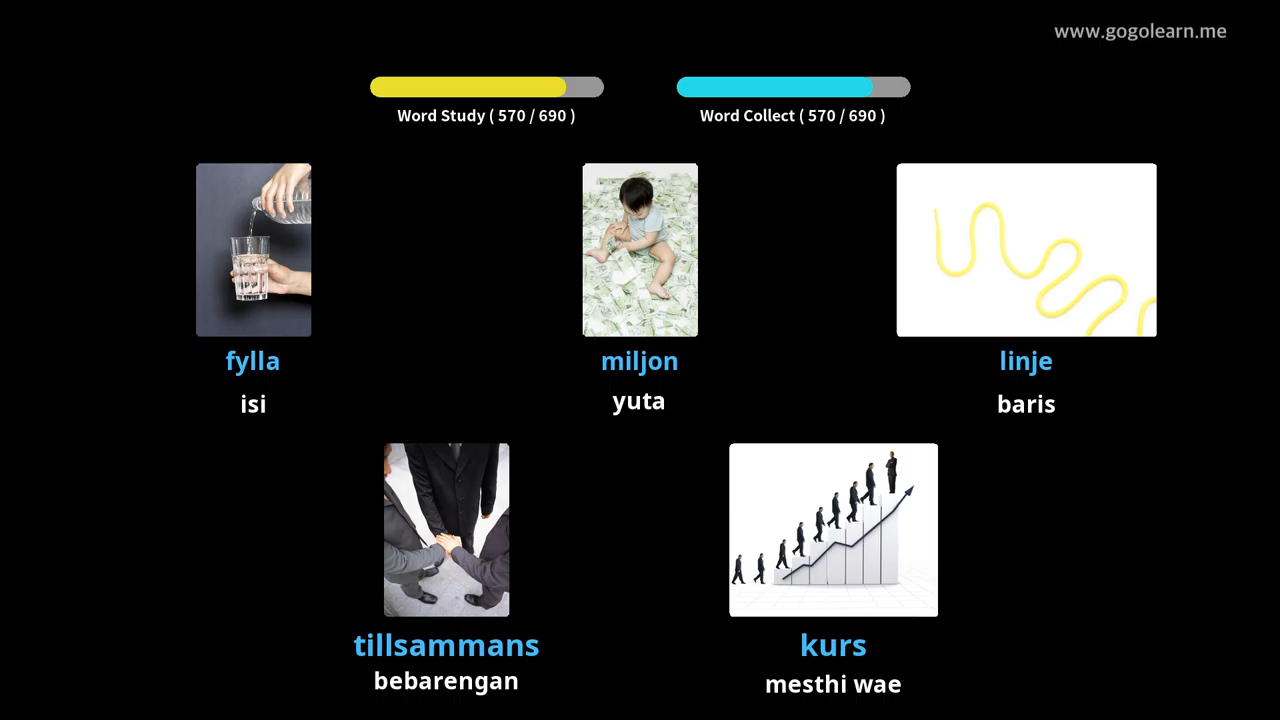 www.gogolearn.me
Word Study ( 570 / 690 )
Word Collect ( 570 / 690 )
fylla
miljon
linje
isi
yuta
baris
tillsammans
kurs
bebarengan
mesthi wae